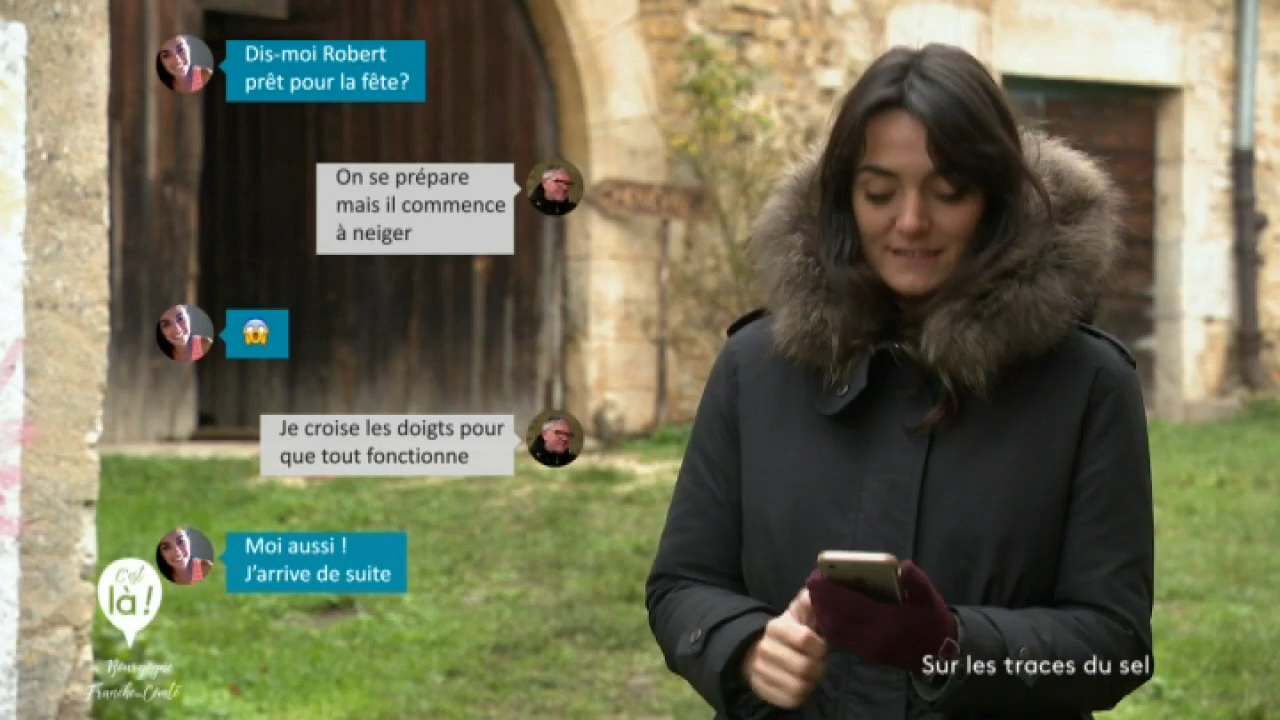 Dis-moi Robert
prêt pour la fête?
On se prépare
mais il commence
à neiger
😱
Je croise les doigts pour
que tout fonctionne
Moi aussi !
J'arrive de suite
C'est
là !
en Bourgogne
Franche-Comté
Sur les traces du sel